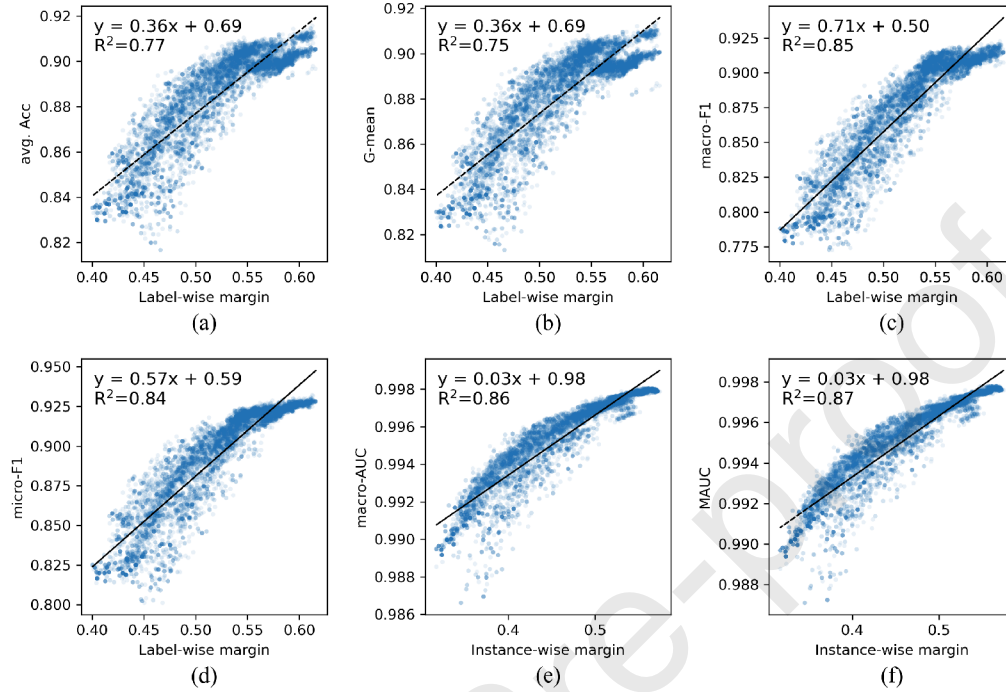 y = 0.36x + 0.69
R²=0.77
0.92
0.90
0.88
0.86
0.84
0.82
avg. Acc
0.40 0.45 0.50 0.55 0.60
Label-wise margin
(a)
y = 0.36x + 0.69
R²=0.75
0.92
0.90
0.88
0.86
0.84
0.82
G-mean
0.40 0.45 0.50 0.55 0.60
Label-wise margin
(b)
y = 0.71x + 0.50
R²=0.85
0.925
0.900
0.875
0.850
0.825
0.800
0.775
macro-F1
0.40 0.45 0.50 0.55 0.60
Label-wise margin
(c)
y = 0.57x + 0.59
R²=0.84
0.950
0.925
0.900
0.875
0.850
0.825
0.800
micro-F1
0.40 0.45 0.50 0.55 0.60
Label-wise margin
(d)
y = 0.03x + 0.98
R²=0.86
0.998
0.996
0.994
0.992
0.990
0.988
0.986
macro-AUC
0.4 0.5
Instance-wise margin
(e)
y = 0.03x + 0.98
R²=0.87
0.998
0.996
0.994
0.992
0.990
0.988
MAUC
0.4 0.5
Instance-wise margin
(f)
re-proof